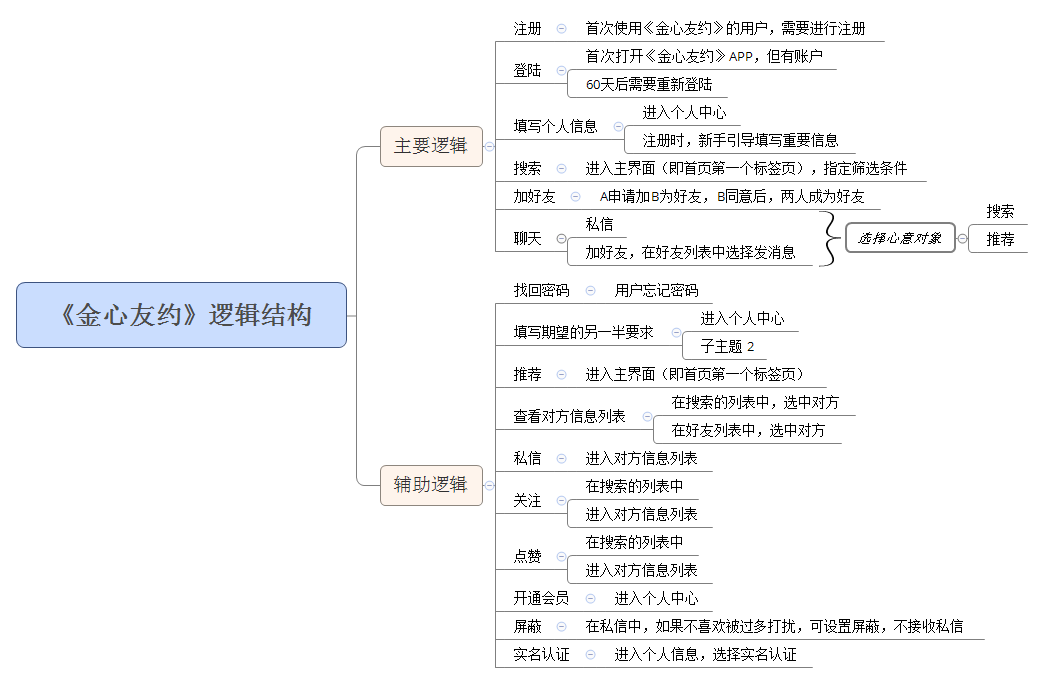 《金心友约》逻辑结构
主要逻辑
注册
首次使用《金心友约》的用户，需要进行注册
登陆
首次打开《金心友约》APP，但有账户
60天后需要重新登陆
填写个人信息
进入个人中心
注册时，新手引导填写重要信息
搜索
进入主界面（即首页第一个标签页），指定筛选条件
加好友
A申请加B为好友，B同意后，两人成为好友
聊天
私信
加好友，在好友列表中选择发消息
选择心意对象
搜索
推荐
辅助逻辑
找回密码
用户忘记密码
填写期望的另一半要求
进入个人中心
子主题 2
推荐
进入主界面（即首页第一个标签页）
查看对方信息列表
在搜索的列表中，选中对方
在好友列表中，选中对方
私信
进入对方信息列表
关注
在搜索的列表中
进入对方信息列表
点赞
在搜索的列表中
进入对方信息列表
开通会员
进入个人中心
屏蔽
在私信中，如果不喜欢被过多打扰，可设置屏蔽，不接收私信
实名认证
进入个人信息，选择实名认证